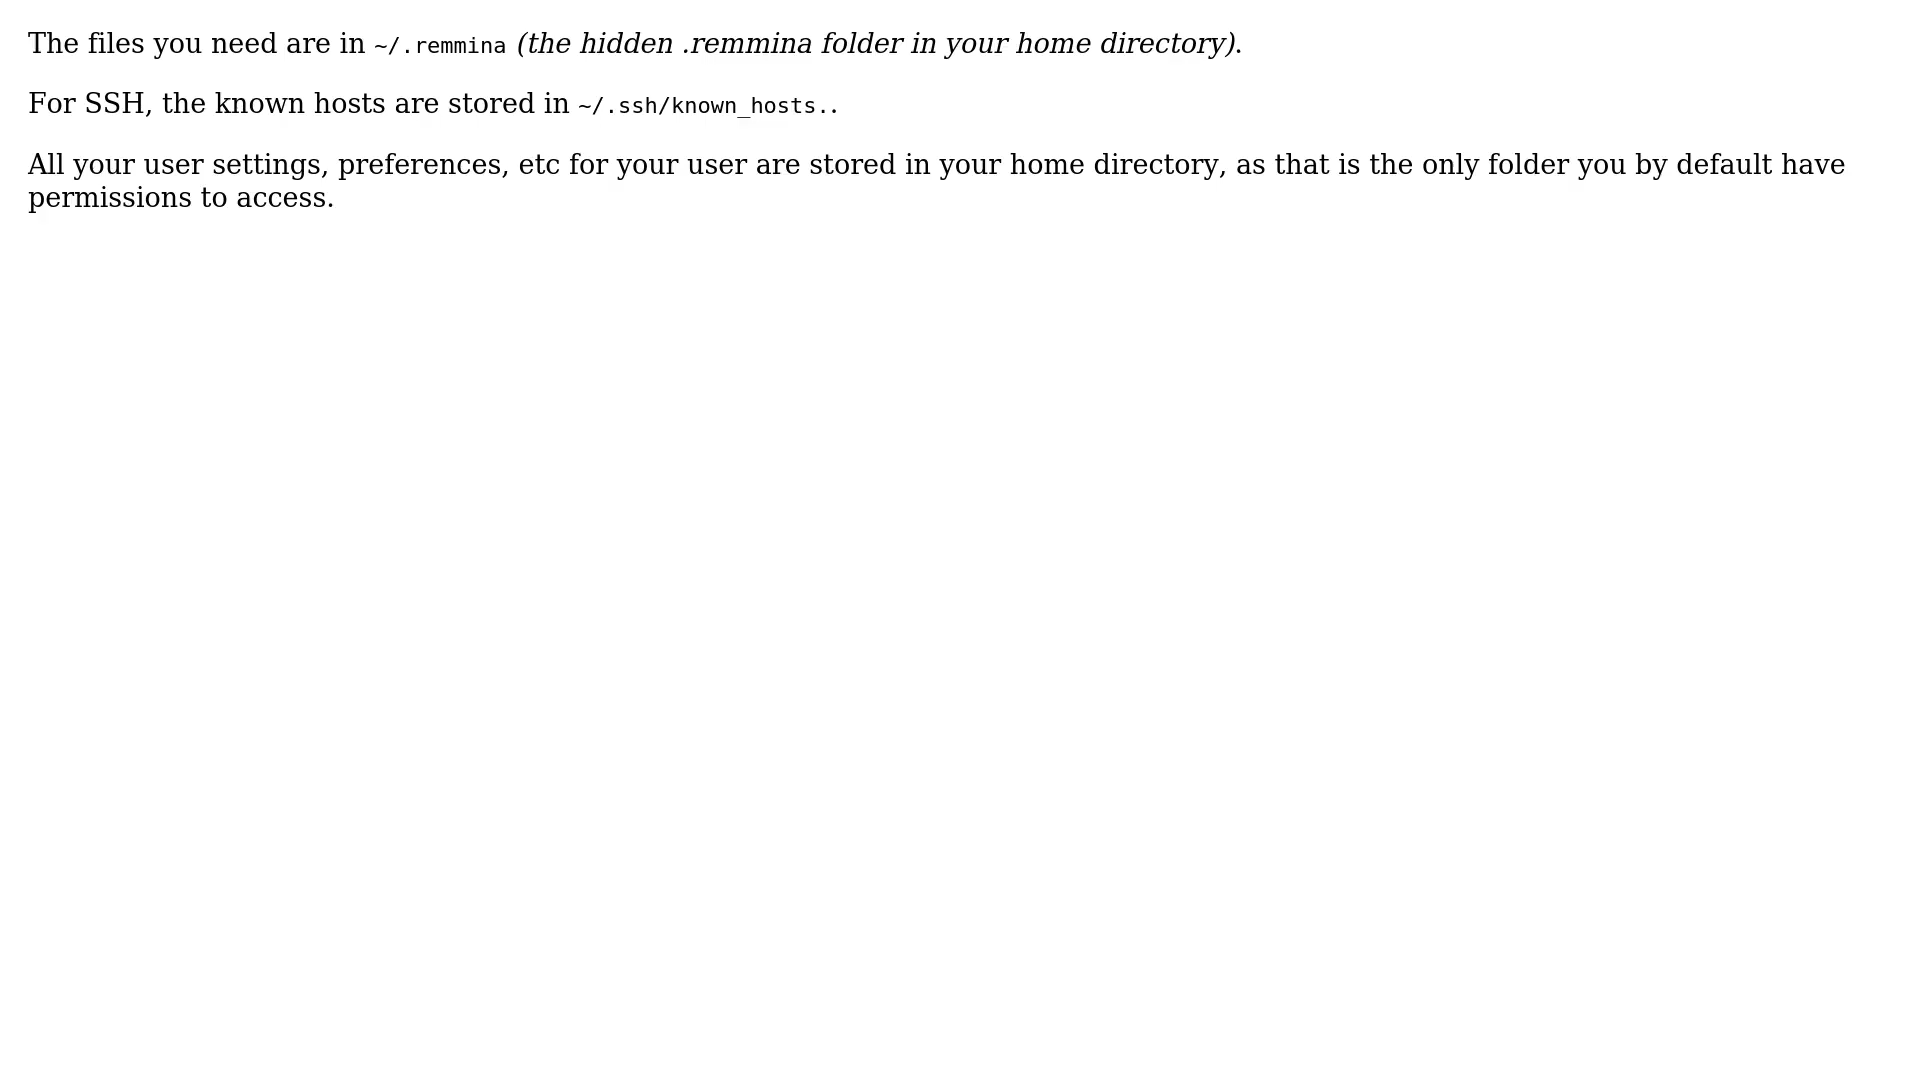 The files you need are in ~/.remmina (the hidden .remmina folder in your home directory).
For SSH, the known hosts are stored in ~/.ssh/known_hosts..
All your user settings, preferences, etc for your user are stored in your home directory, as that is the only folder you by default have
permissions to access.